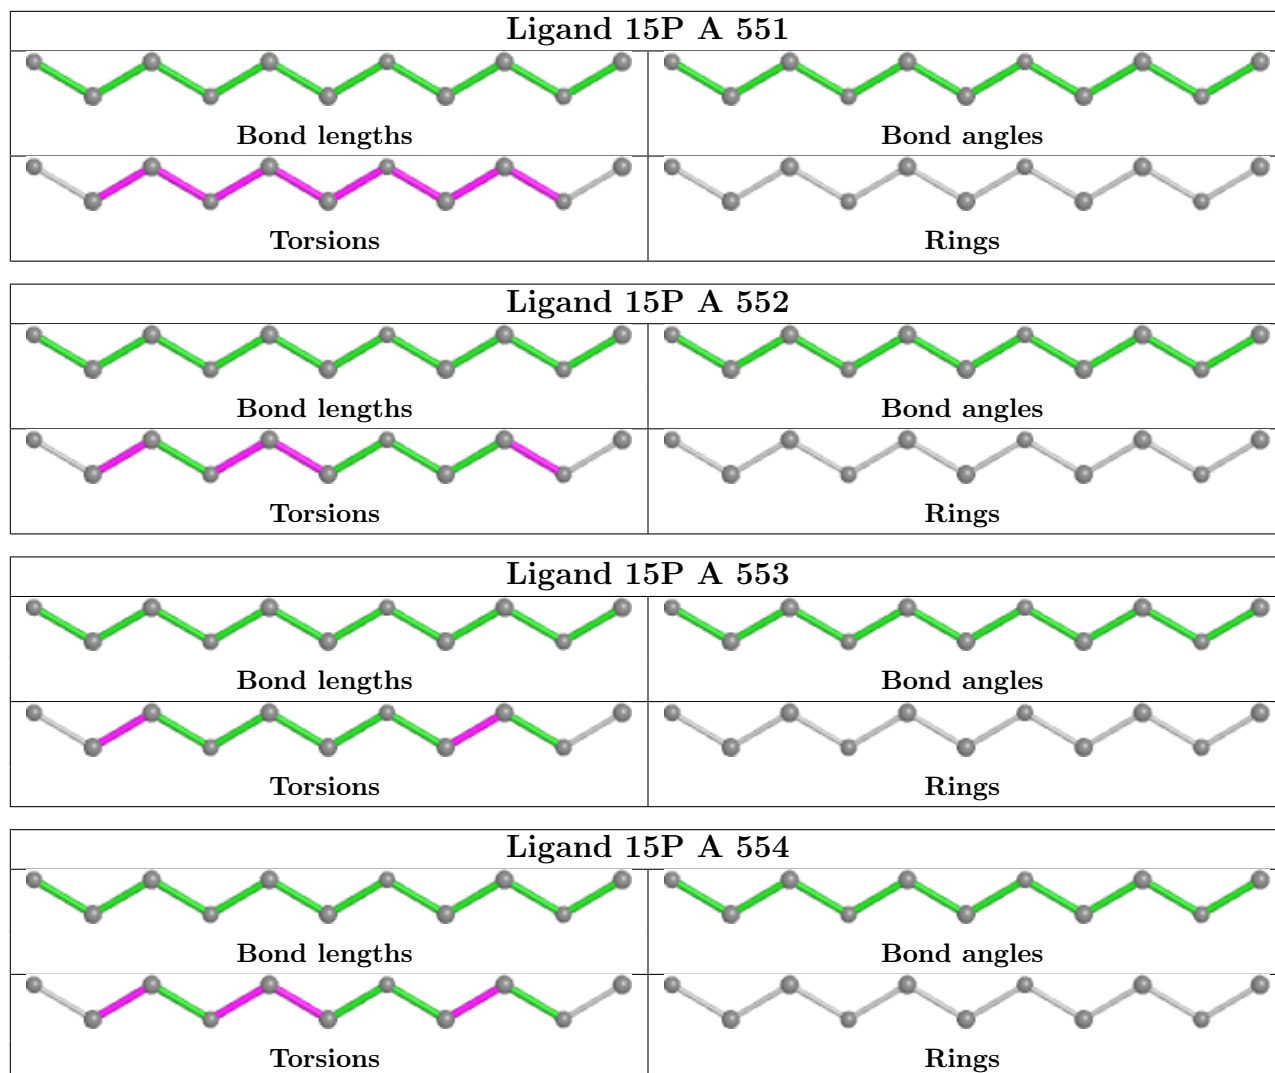 Ligand 15P A 551
Bond lengths Bond angles
Torsions Rings
Ligand 15P A 552
Bond lengths Bond angles
Torsions Rings
Ligand 15P A 553
Bond lengths Bond angles
Torsions Rings
Ligand 15P A 554
Bond lengths Bond angles
Torsions Rings